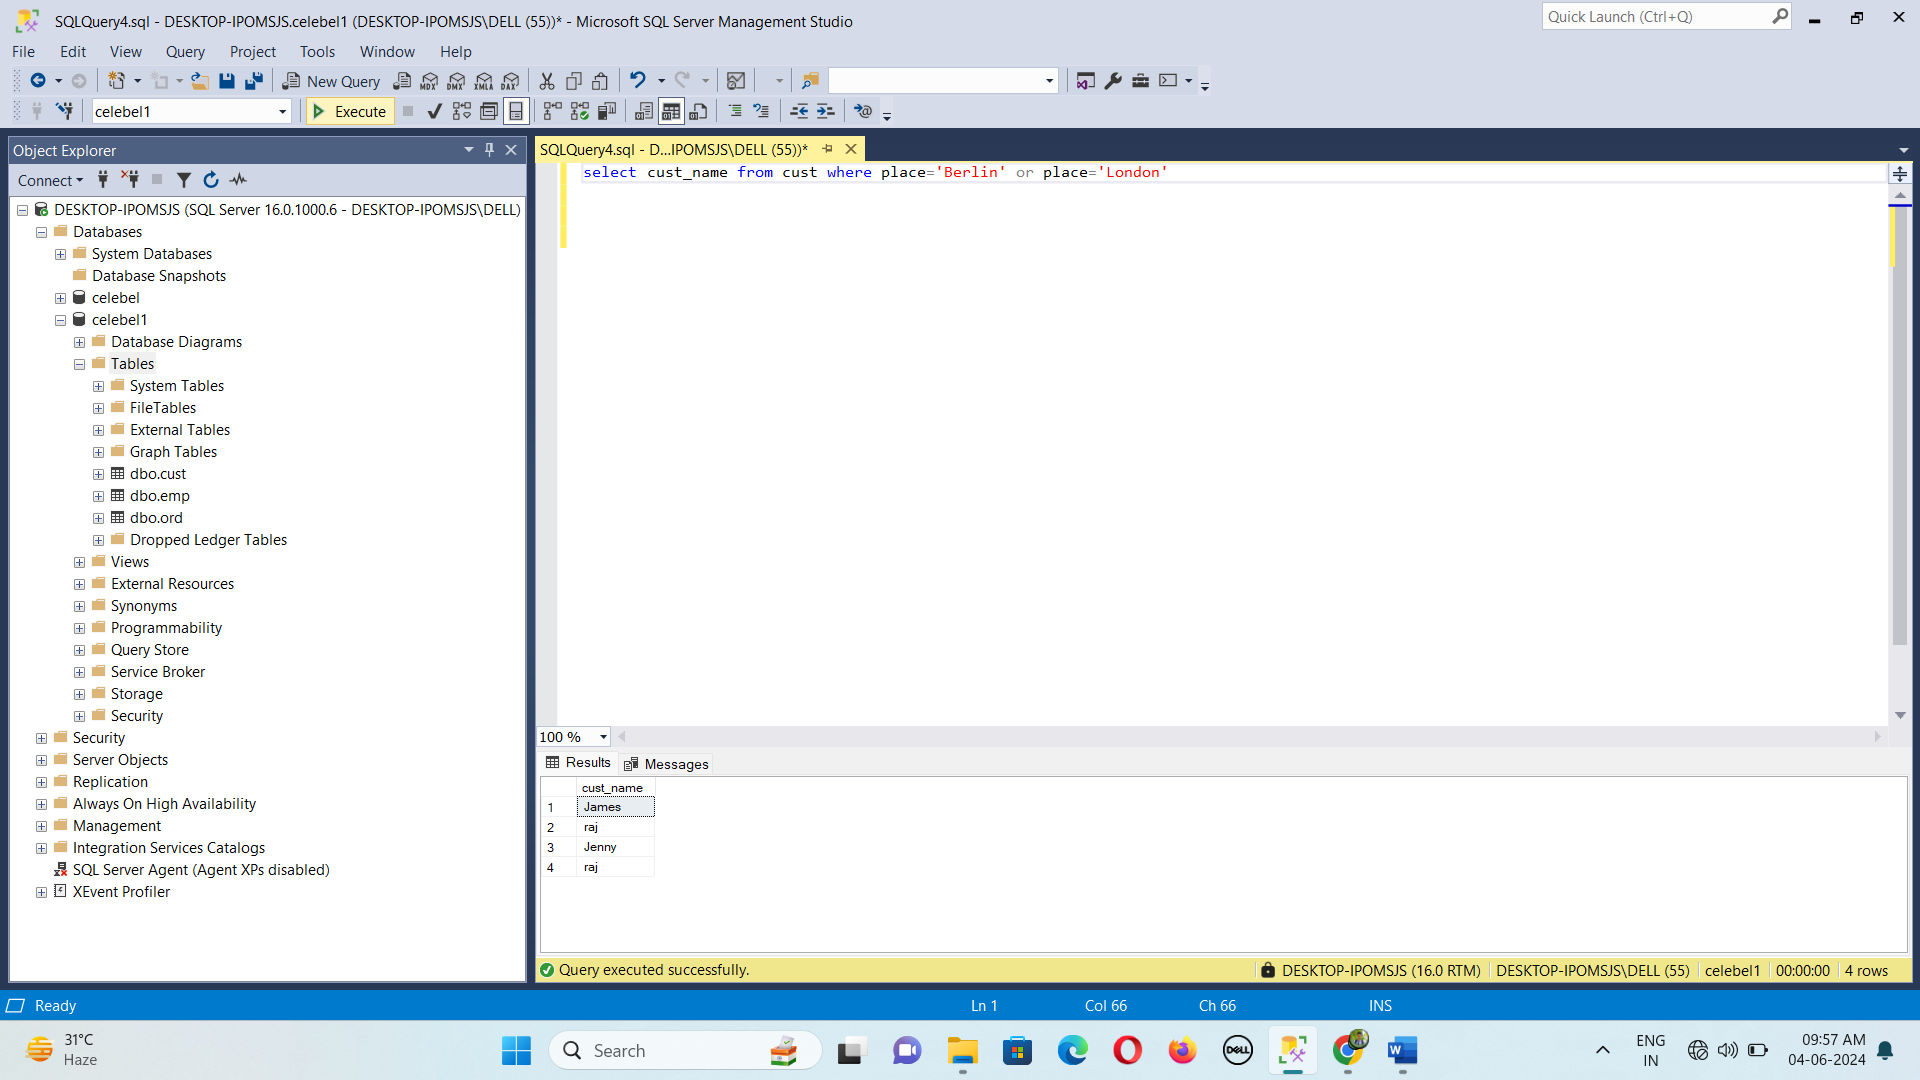 SQLQuery4.sql - DESKTOP-IPOMSJS.celebel1 (DESKTOP-IPOMSJS\DELL (55))* - Microsoft SQL Server Management Studio
Quick Launch (Ctrl+Q)
File Edit View Query Project Tools Window Help
New Query
MDX DMX XMLA DAX
celebel1
Execute
Object Explorer
Connect
DESKTOP-IPOMSJS (SQL Server 16.0.1000.6 - DESKTOP-IPOMSJS\DELL)
Databases
System Databases
Database Snapshots
celebel
celebel1
Database Diagrams
Tables
System Tables
FileTables
External Tables
Graph Tables
dbo.cust
dbo.emp
dbo.ord
Dropped Ledger Tables
Views
External Resources
Synonyms
Programmability
Query Store
Service Broker
Storage
Security
Security
Server Objects
Replication
Always On High Availability
Management
Integration Services Catalogs
SQL Server Agent (Agent XPs disabled)
XEvent Profiler
SQLQuery4.sql - D...IPOMSJS\DELL (55))*
select cust_name from cust where place='Berlin' or place='London'
100 %
Results Messages
cust_name
1 James
2 raj
3 Jenny
4 raj
Query executed successfully.
DESKTOP-IPOMSJS (16.0 RTM) DESKTOP-IPOMSJS\DELL (55) celebel1 00:00:00 4 rows
Ready Ln 1 Col 66 Ch 66 INS
31°C
Haze
Search
DELL
W
ENG
IN
09:57 AM
04-06-2024